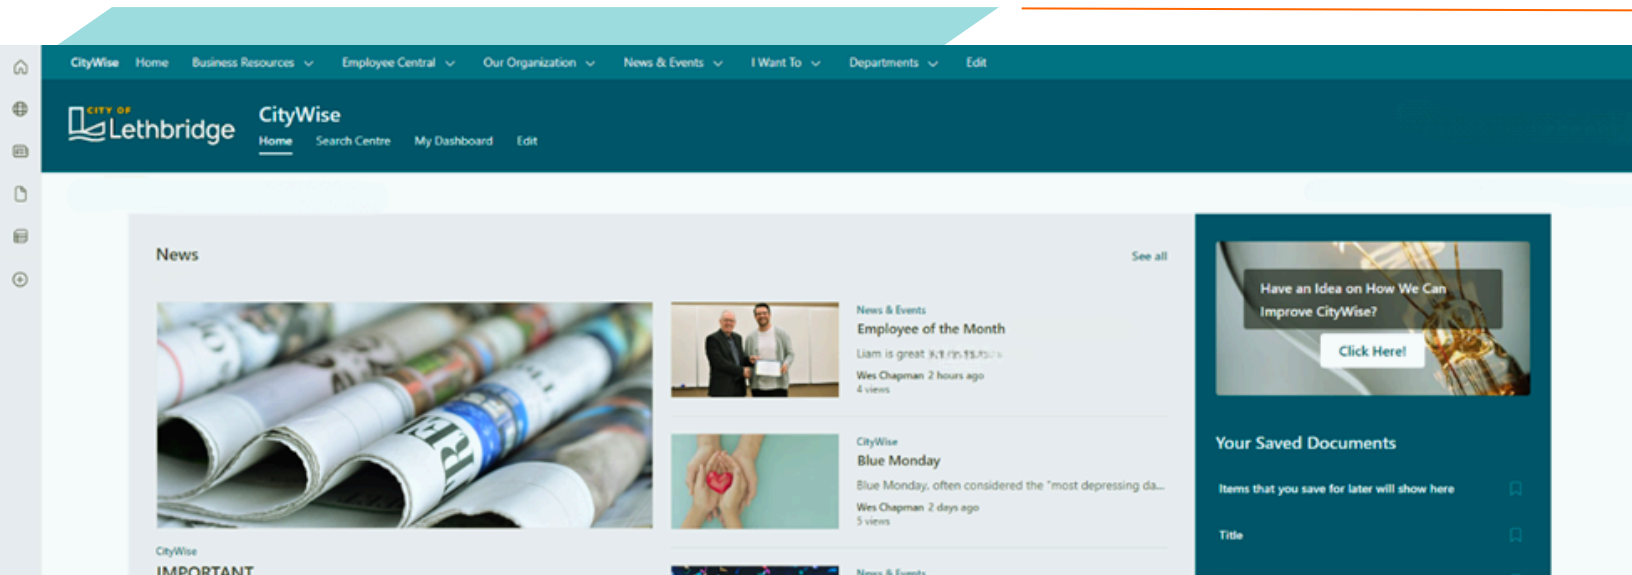 CityWise Home Business Resources Employee Central Our Organization News & Events I Want To Departments Edit
CITY OF
Lethbridge
CityWise
Home Search Centre My Dashboard Edit
News
See all
News & Events
Employee of the Month
Liam is great
Wes Chapman 2 hours ago
4 views
CityWise
Blue Monday
Blue Monday, often considered the "most depressing da...
Wes Chapman 2 days ago
5 views
News & Events
CityWise
IMPORTANT
Have an Idea on How We Can
Improve CityWise?
Click Here!
Your Saved Documents
Items that you save for later will show here
Title